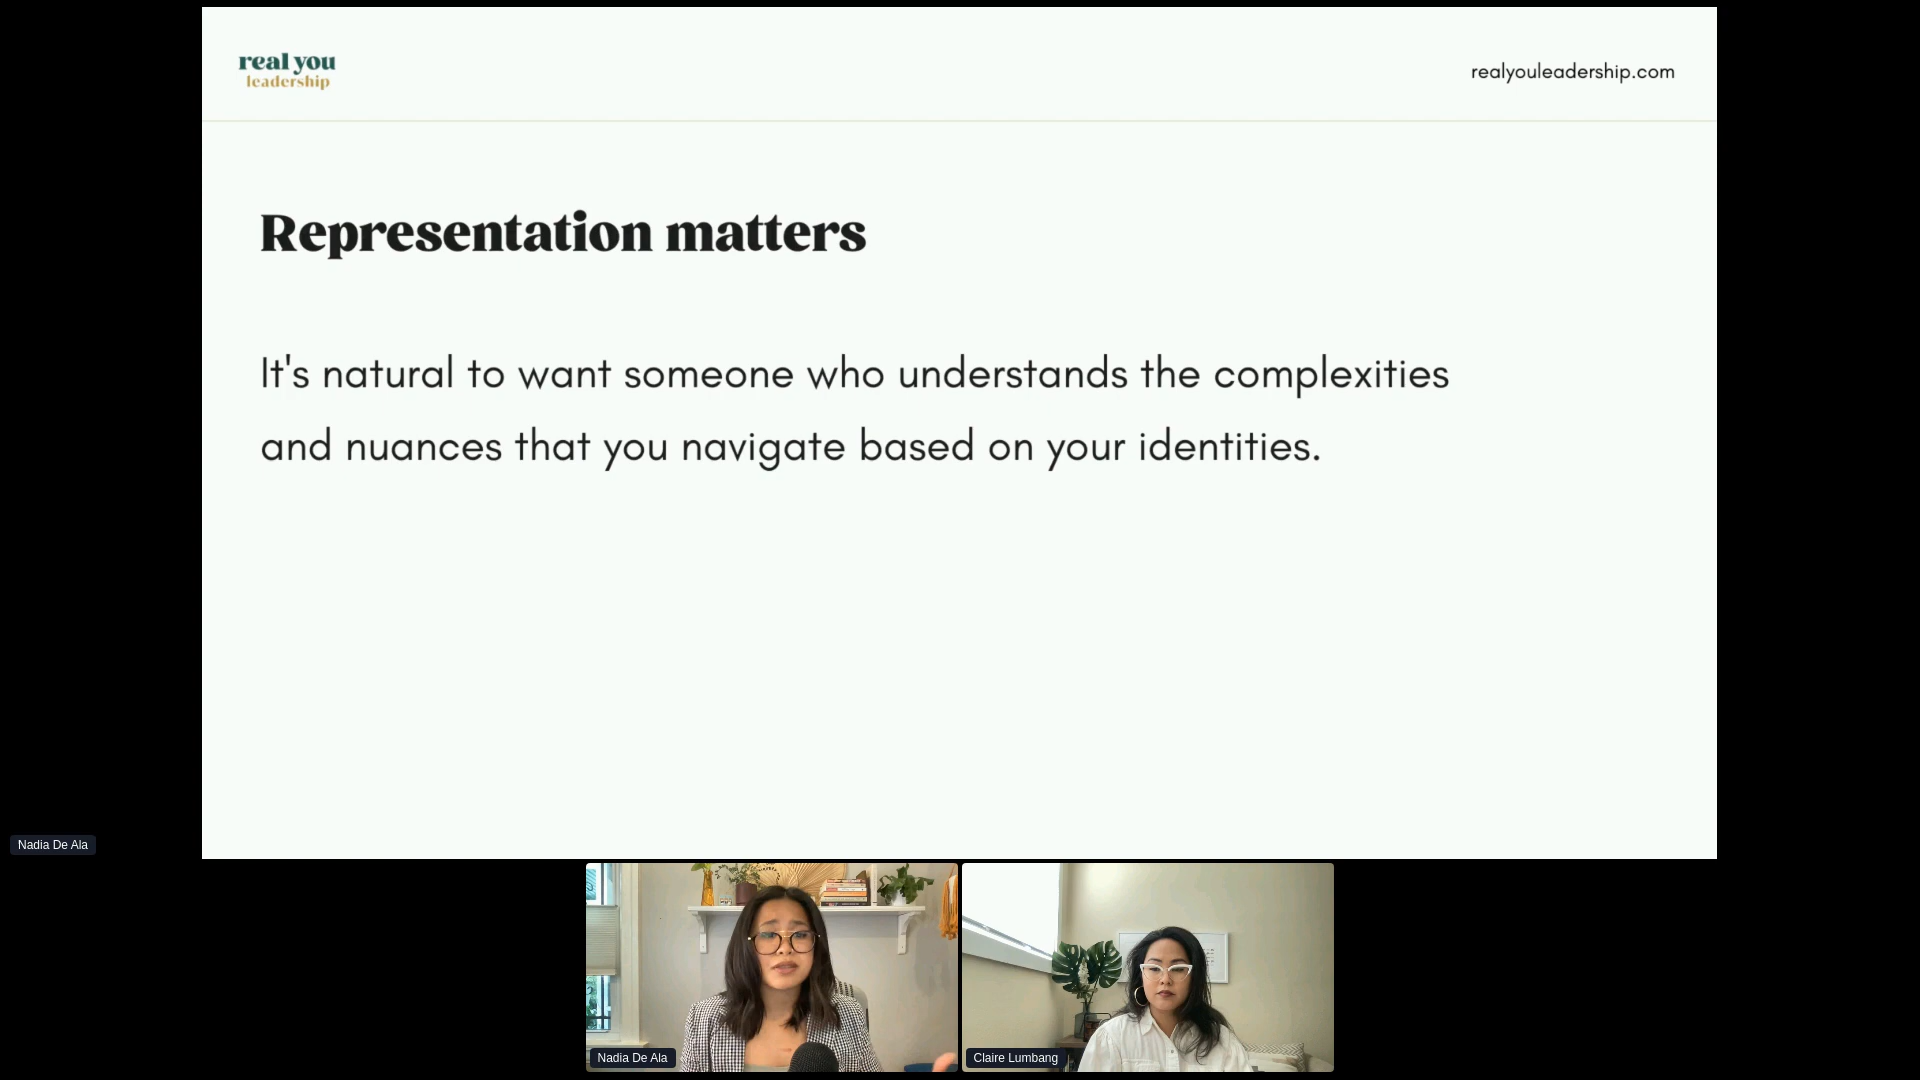 real you
leadership
realyouleadership.com
Representation matters
It's natural to want someone who understands the complexities
and nuances that you navigate based on your identities.
Nadia De Ala
Nadia De Ala
Claire Lumbang